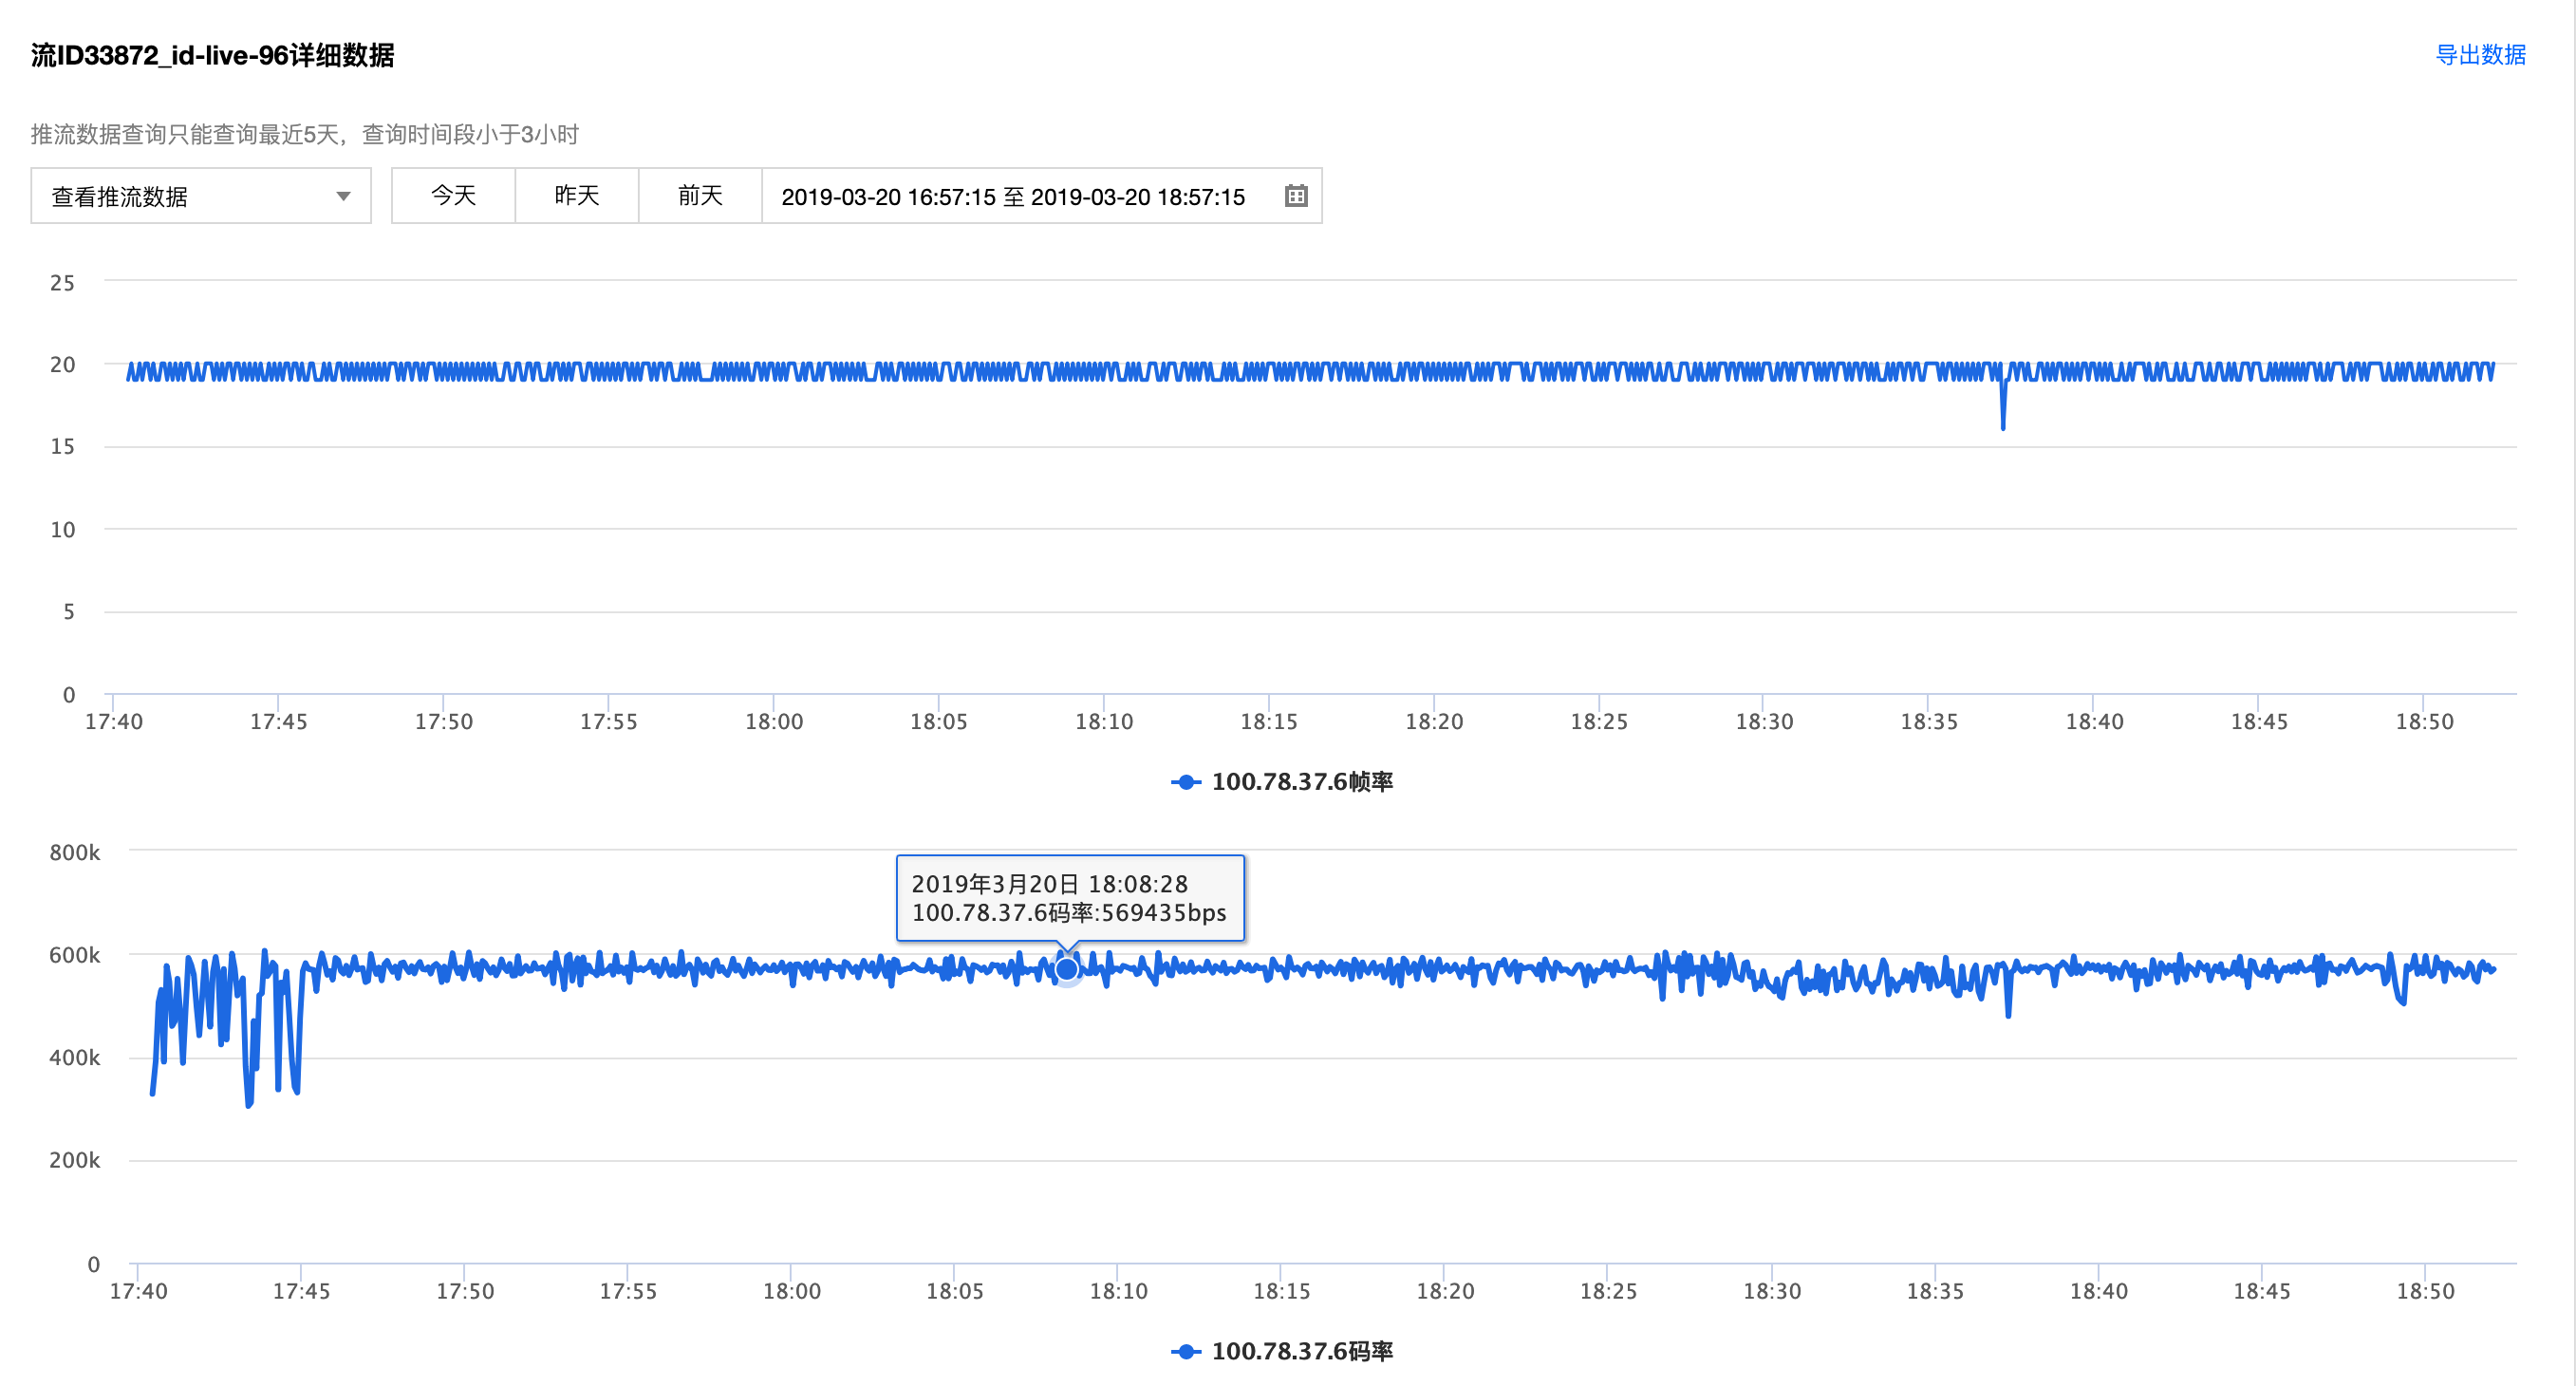 流ID33872_id-live-96详细数据
导出数据
推流数据查询只能查询最近5天，查询时间段小于3小时
查看推流数据
今天
昨天
前天
2019-03-20 16:57:15 至 2019-03-20 18:57:15
25
20
15
10
5
0
17:40 17:45 17:50 17:55 18:00 18:05 18:10 18:15 18:20 18:25 18:30 18:35 18:40 18:45 18:50
100.78.37.6帧率
800k
2019年3月20日 18:08:28
100.78.37.6码率:569435bps
600k
400k
200k
0
17:40 17:45 17:50 17:55 18:00 18:05 18:10 18:15 18:20 18:25 18:30 18:35 18:40 18:45 18:50
100.78.37.6码率